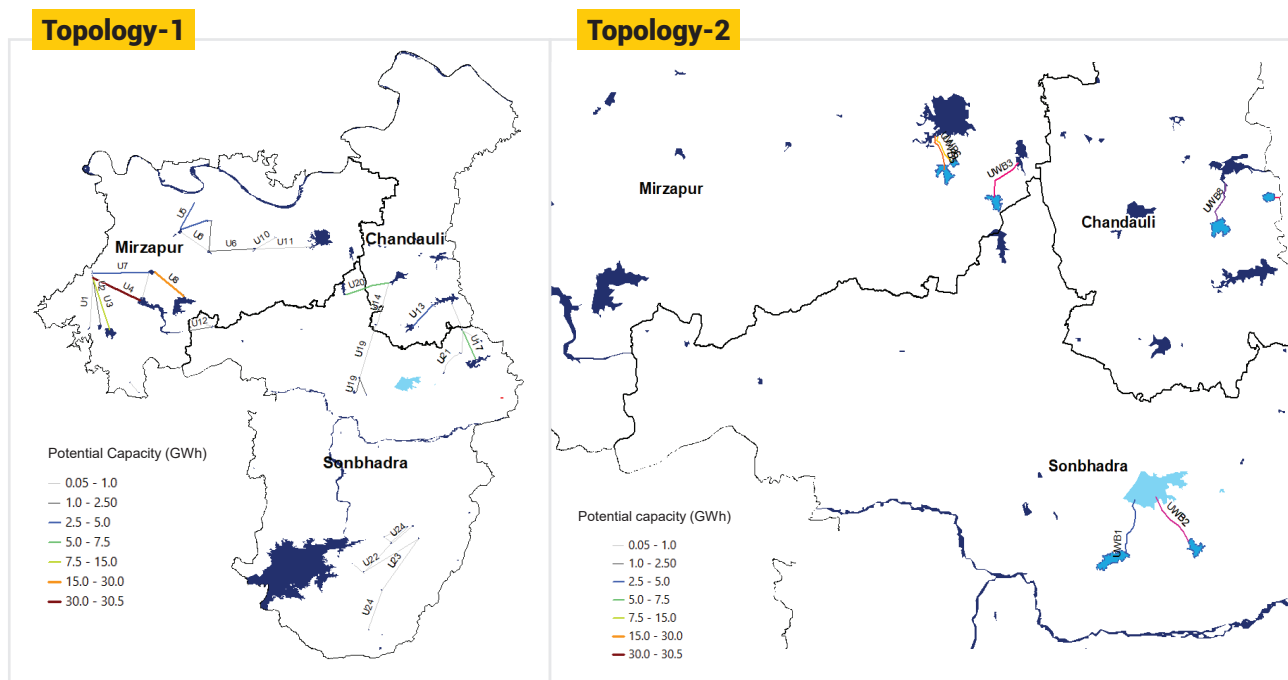 Topology-1
Topology-2
U5
U6
U6
U10
U11
Mirzapur
Chandauli
U7
U8
U4
U3
U1
U20
U14
U13
U12
U19
U17
U21
U19
Potential Capacity (GWh)
0.05 - 1.0
1.0 - 2.50
2.5 - 5.0
5.0 - 7.5
7.5 - 15.0
15.0 - 30.0
30.0 - 30.5
Sonbhadra
U24
U22
U23
U24
Mirzapur
UWB3
Chandauli
UWB8
Sonbhadra
UWB1
UWB2
Potential capacity (GWh)
0.05 - 1.0
1.0 - 2.50
2.5 - 5.0
5.0 - 7.5
7.5 - 15.0
15.0 - 30.0
30.0 - 30.5